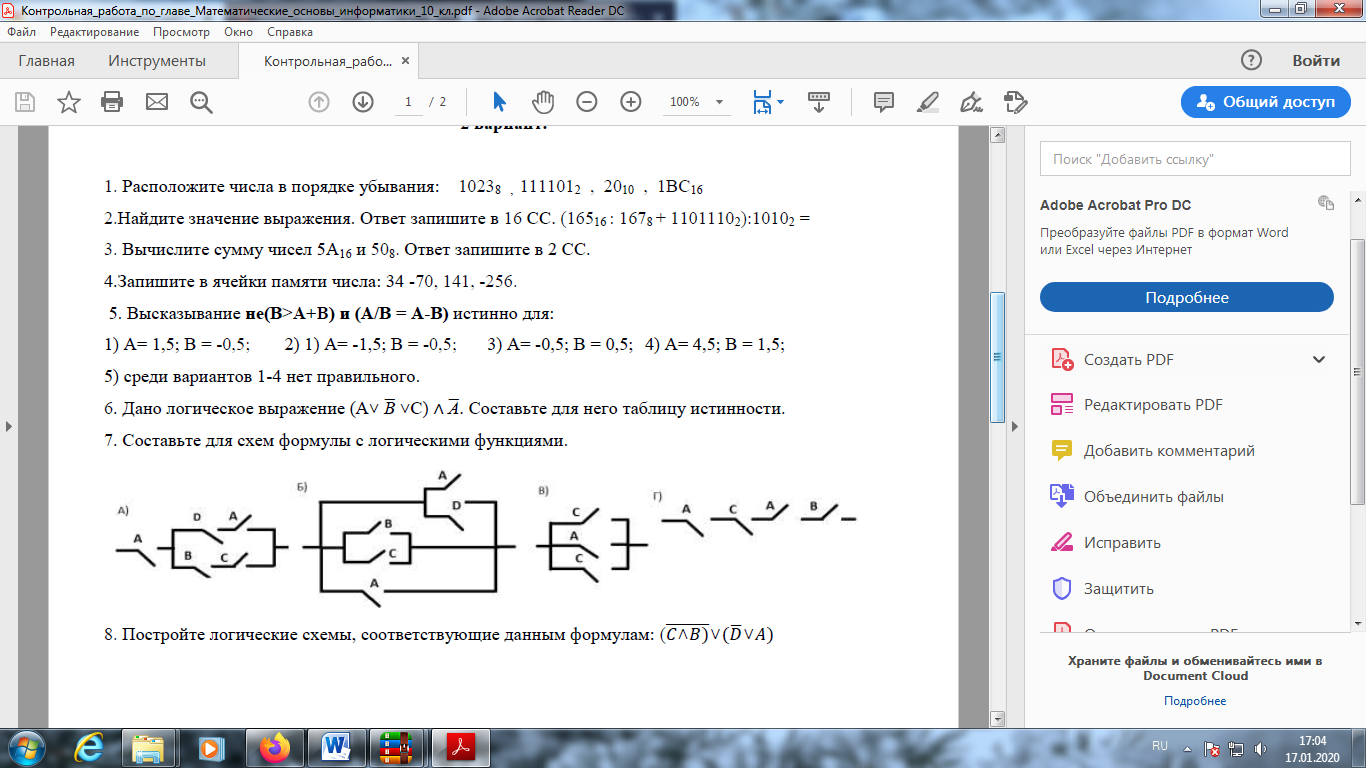 Контрольная_работа_по_главе_Математические_основы_информатики_10_кл.pdf - Adobe Acrobat Reader DC
Файл Редактирование Просмотр Окно Справка
Главная Инструменты Контрольная_рабо... × ? Войти
1 / 2 100% Общий доступ
2 вариант.
1. Расположите числа в порядке убывания: 1023₈ , 111101₂ , 20₁₀ , 1BC₁₆
2.Найдите значение выражения. Ответ запишите в 16 СС. (165₁₆ : 167₈ + 1101110₂):1010₂ =
3. Вычислите сумму чисел 5A₁₆ и 50₈. Ответ запишите в 2 СС.
4.Запишите в ячейки памяти числа: 34 -70, 141, -256.
5. Высказывание не(B>A+B) и (A/B = A-B) истинно для:
1) A= 1,5; B = -0,5; 2) 1) A= -1,5; B = -0,5; 3) A= -0,5; B = 0,5; 4) A= 4,5; B = 1,5;
5) среди вариантов 1-4 нет правильного.
6. Дано логическое выражение (A∨ B̅ ∨C) ∧ A̅. Составьте для него таблицу истинности.
7. Составьте для схем формулы с логическими функциями.
А) A D A B C
Б) A D B C A
В) C A C
Г) A C A B
8. Постройте логические схемы, соответствующие данным формулам: (C̅∧̅B̅)̅∨(D̅∨A)
Поиск "Добавить ссылку"
Adobe Acrobat Pro DC
Преобразуйте файлы PDF в формат Word
или Excel через Интернет
Подробнее
Создать PDF
Редактировать PDF
Добавить комментарий
Объединить файлы
Исправить
Защитить
Храните файлы и обменивайтесь ими в
Document Cloud
Подробнее
RU 17:04
17.01.2020